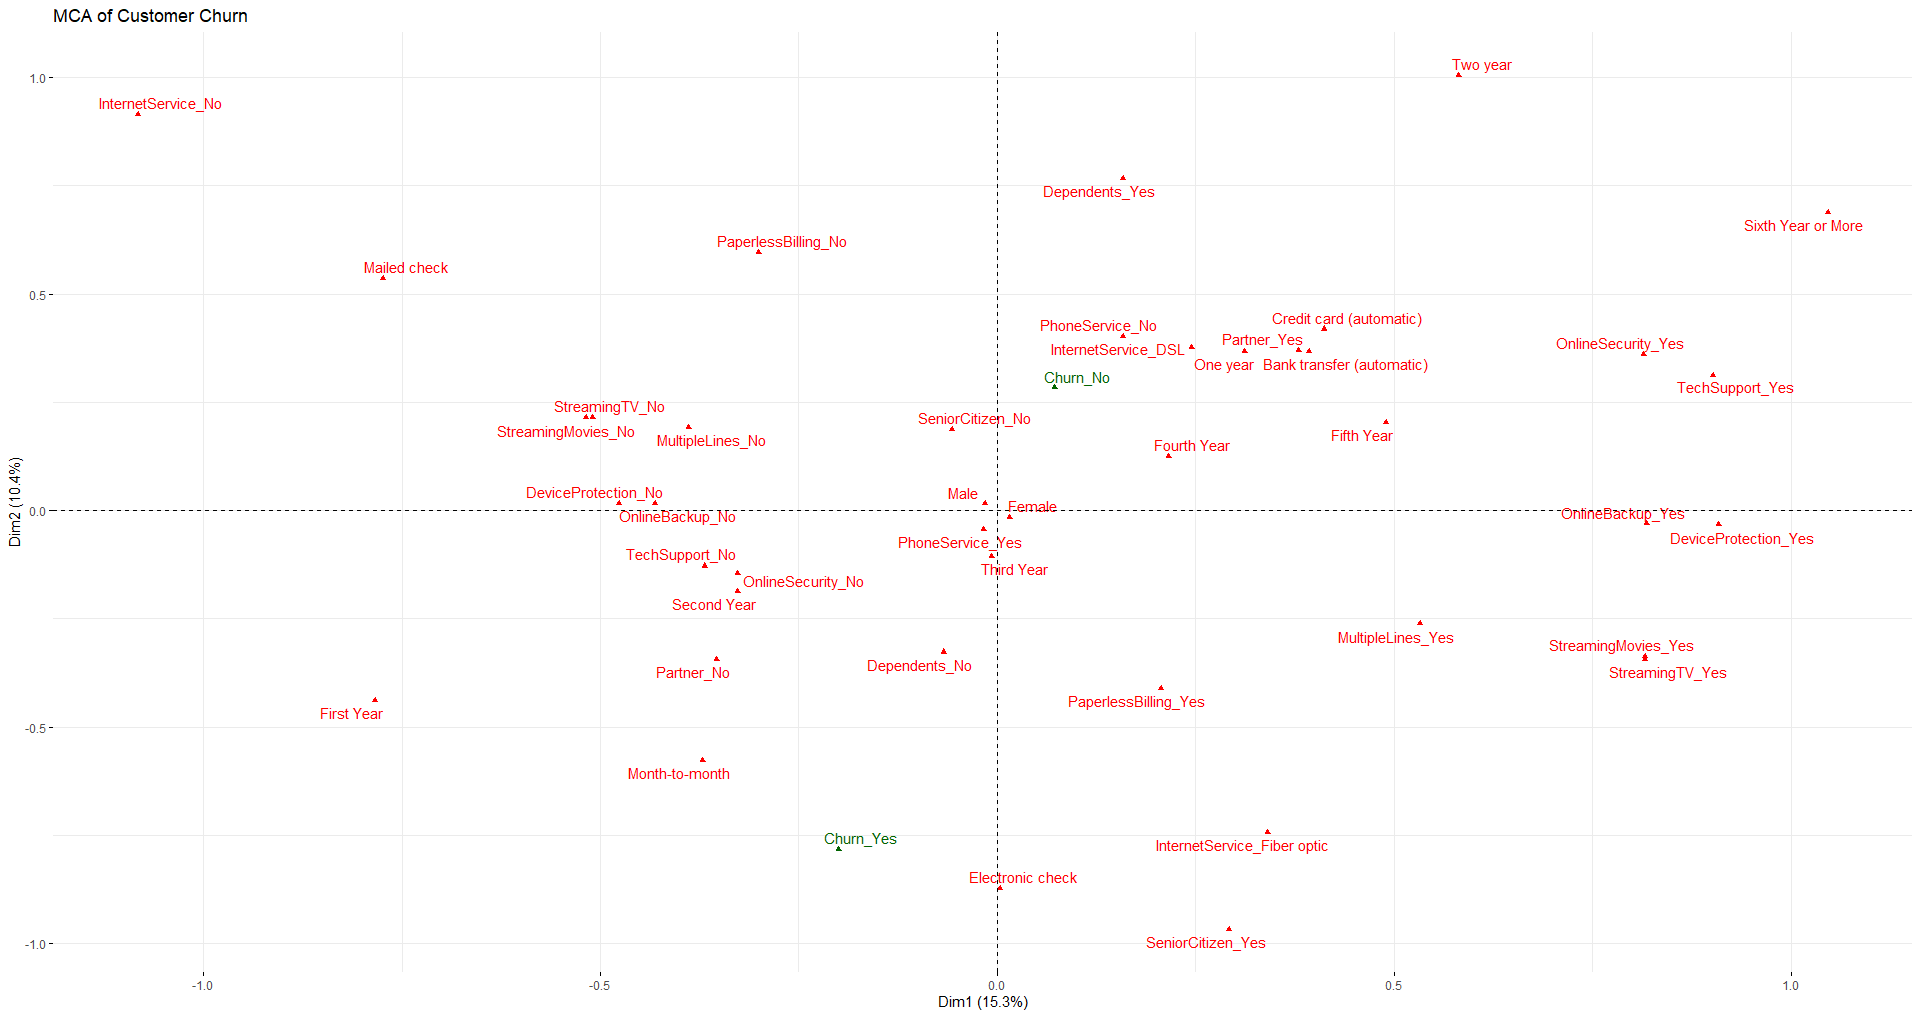 MCA of Customer Churn
Two year
1.0
InternetService_No
Dependents_Yes
Sixth Year or More
PaperlessBilling_No
Mailed check
0.5
Credit card (automatic)
PhoneService_No
Partner_Yes
OnlineSecurity_Yes
InternetService_DSL
One year
Bank transfer (automatic)
Churn_No
TechSupport_Yes
StreamingTV_No
SeniorCitizen_No
StreamingMovies_No
MultipleLines_No
Fifth Year
Fourth Year
DeviceProtection_No
Male
Female
0.0
OnlineBackup_No
OnlineBackup_Yes
DeviceProtection_Yes
PhoneService_Yes
TechSupport_No
Third Year
OnlineSecurity_No
Second Year
MultipleLines_Yes
StreamingMovies_Yes
Dependents_No
Partner_No
StreamingTV_Yes
PaperlessBilling_Yes
First Year
-0.5
Month-to-month
Churn_Yes
InternetService_Fiber optic
Electronic check
SeniorCitizen_Yes
-1.0
Dim2 (10.4%)
-1.0
-0.5
0.0
0.5
1.0
Dim1 (15.3%)